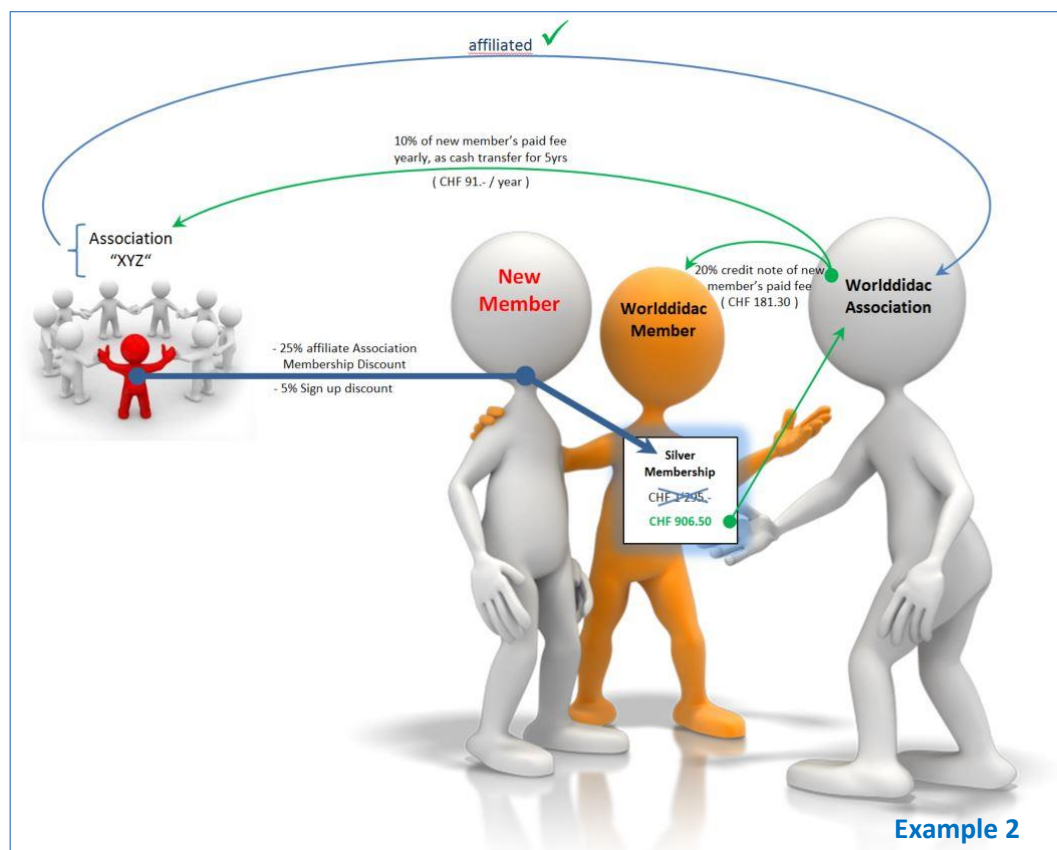 affiliated
10% of new member's paid fee
yearly, as cash transfer for 5yrs
( CHF 91.- / year )
Association
"XYZ"
New
Member
Worlddidac
Member
20% credit note of new
member's paid fee
( CHF 181.30 )
Worlddidac
Association
- 25% affiliate Association
Membership Discount
- 5% Sign up discount
Silver
Membership
CHF 1'295.-
CHF 906.50
Example 2